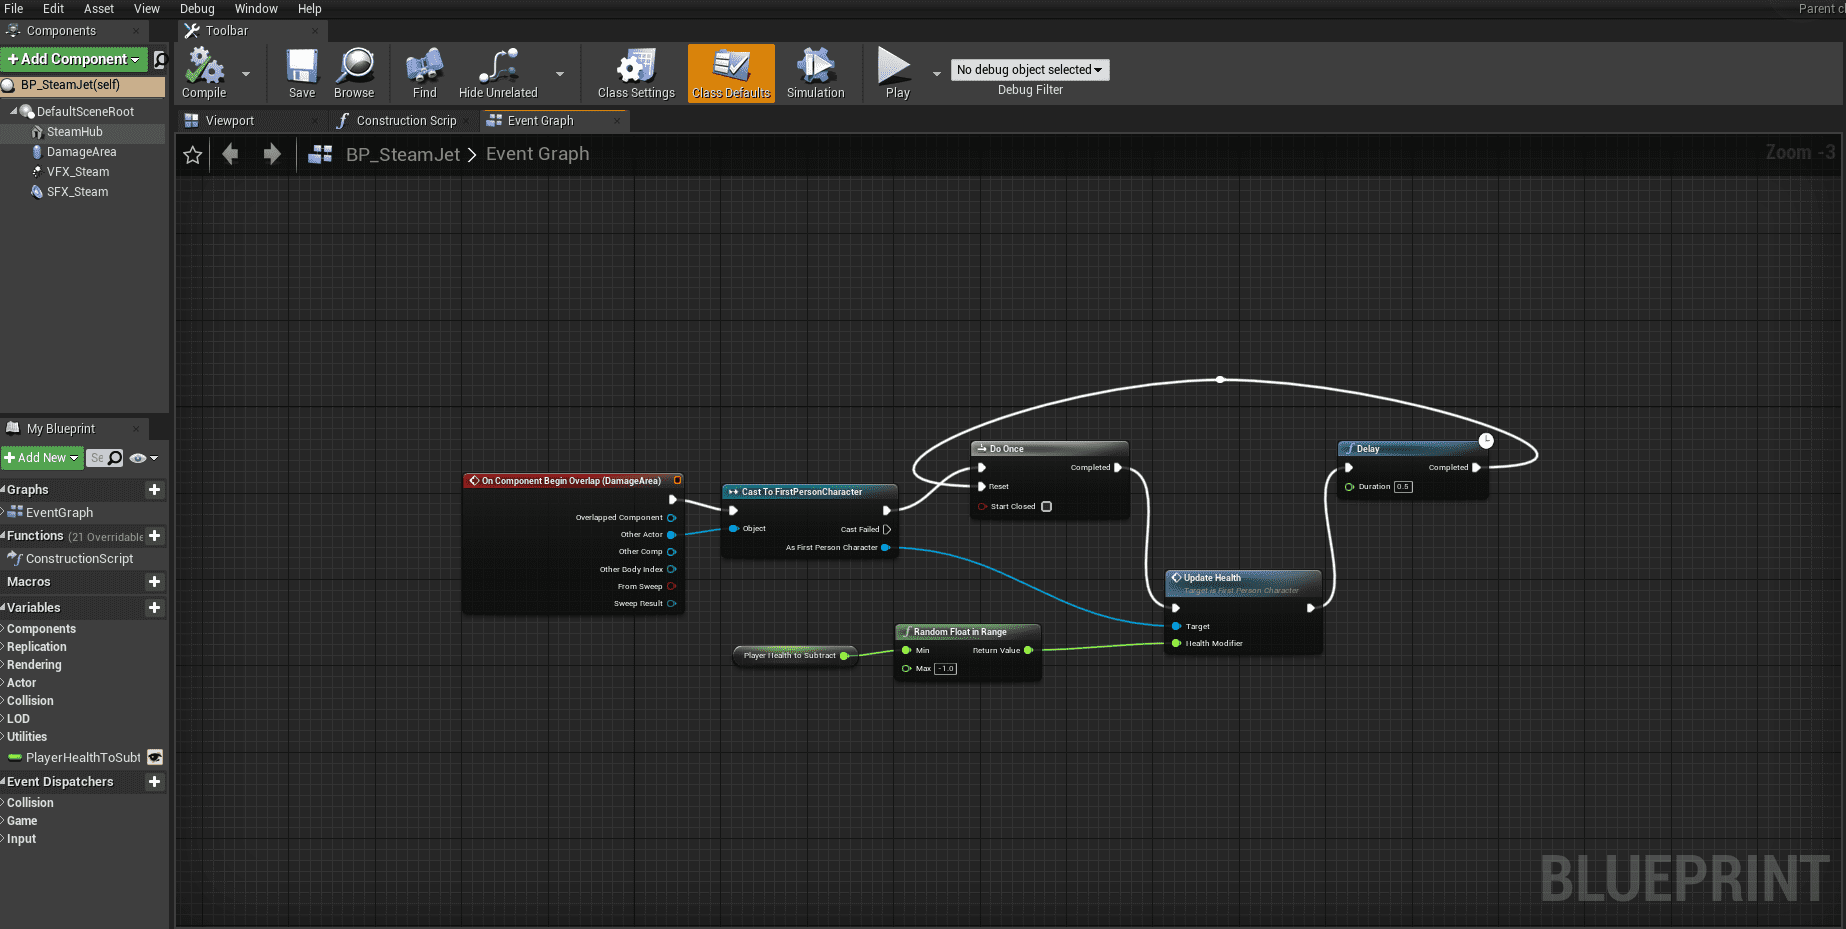 File Edit Asset View Debug Window Help
Parent cl
Components
Toolbar
Add Component
Compile
Save
Browse
Find
Hide Unrelated
Class Settings
Class Defaults
Simulation
Play
No debug object selected
Debug Filter
BP_SteamJet(self)
DefaultSceneRoot
SteamHub
DamageArea
VFX_Steam
SFX_Steam
Viewport
Construction Scrip
Event Graph
BP_SteamJet > Event Graph
Zoom -3
On Component Begin Overlap (DamageArea)
Overlapped Component
Other Actor
Other Comp
Other Body Index
From Sweep
Sweep Result
Cast To FirstPersonCharacter
Object
Cast Failed
As First Person Character
Do Once
Completed
Reset
Start Closed
Delay
Completed
Duration 0.5
Update Health
Target is First Person Character
Target
Health Modifier
Player Health to Subtract
Random Float in Range
Min
Return Value
Max -1.0
My Blueprint
Add New
Se
Graphs
EventGraph
Functions (21 Overridable
ConstructionScript
Macros
Variables
Components
Replication
Rendering
Actor
Collision
LOD
Utilities
PlayerHealthToSubt
Event Dispatchers
Collision
Game
Input
BLUEPRINT